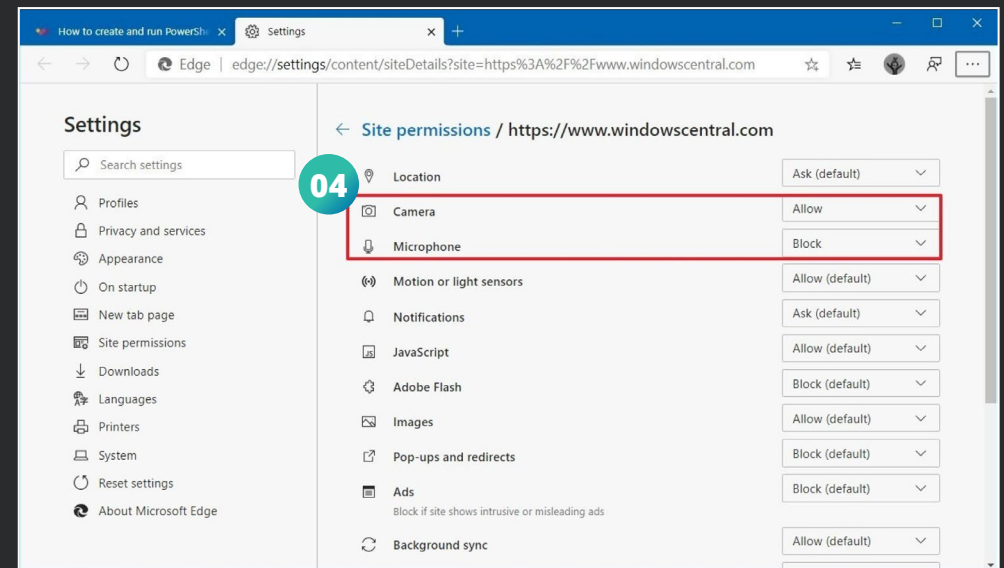 How to create and run PowerShe
Settings
Edge | edge://settings/content/siteDetails?site=https%3A%2F%2Fwww.windowscentral.com
Settings
Search settings
Profiles
Privacy and services
Appearance
On startup
New tab page
Site permissions
Downloads
Languages
Printers
System
Reset settings
About Microsoft Edge
Site permissions / https://www.windowscentral.com
04
Location Ask (default)
Camera Allow
Microphone Block
Motion or light sensors Allow (default)
Notifications Ask (default)
JS JavaScript Allow (default)
Adobe Flash Block (default)
Images Allow (default)
Pop-ups and redirects Block (default)
Ads Block (default)
Block if site shows intrusive or misleading ads
Background sync Allow (default)